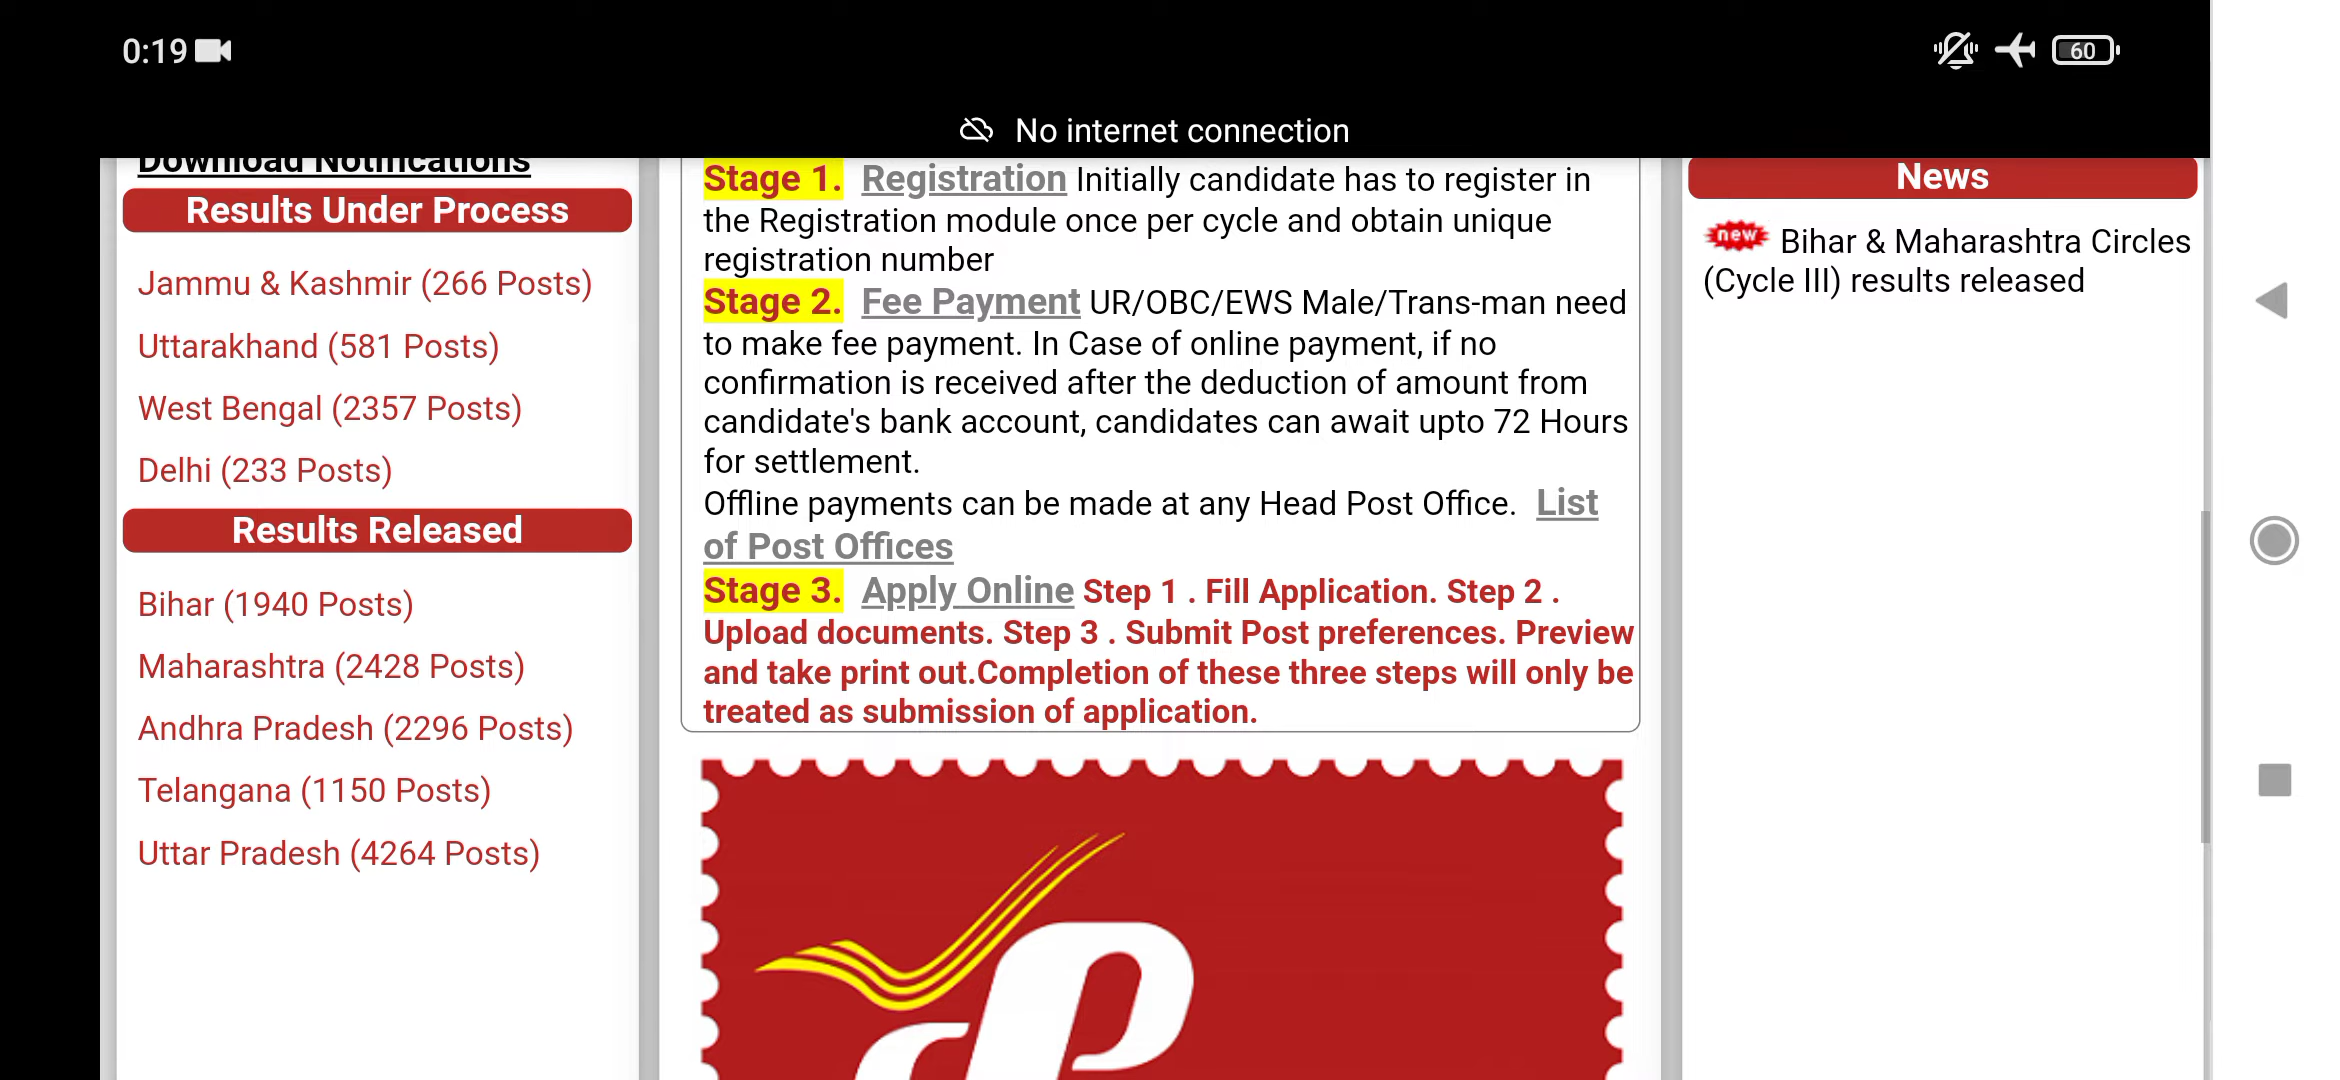 0:19
60
No internet connection
Download Notifications
Results Under Process
Jammu & Kashmir (266 Posts)
Uttarakhand (581 Posts)
West Bengal (2357 Posts)
Delhi (233 Posts)
Results Released
Bihar (1940 Posts)
Maharashtra (2428 Posts)
Andhra Pradesh (2296 Posts)
Telangana (1150 Posts)
Uttar Pradesh (4264 Posts)
Stage 1. Registration Initially candidate has to register in
the Registration module once per cycle and obtain unique
registration number
Stage 2. Fee Payment UR/OBC/EWS Male/Trans-man need
to make fee payment. In Case of online payment, if no
confirmation is received after the deduction of amount from
candidate's bank account, candidates can await upto 72 Hours
for settlement.
Offline payments can be made at any Head Post Office. List
of Post Offices
Stage 3. Apply Online Step 1 . Fill Application. Step 2 .
Upload documents. Step 3 . Submit Post preferences. Preview
and take print out.Completion of these three steps will only be
treated as submission of application.
News
new Bihar & Maharashtra Circles
(Cycle III) results released